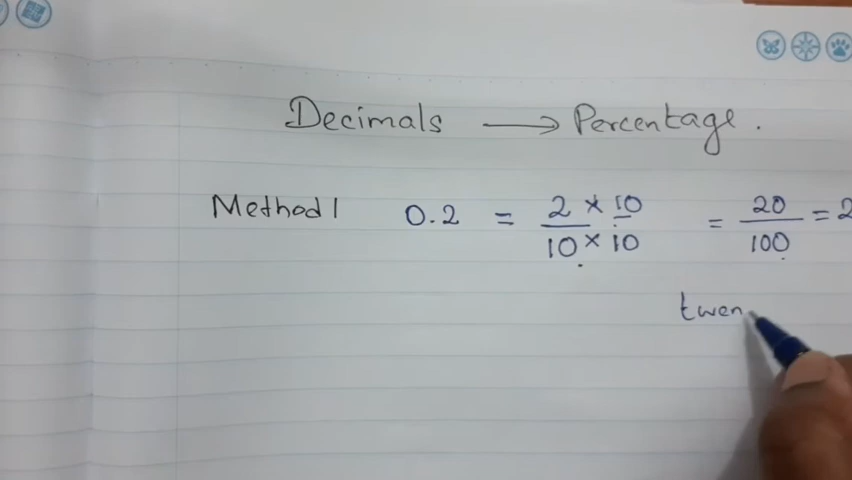 Decimals → Percentage.
Method 1 0.2 = 2 × 10 / 10 × 10 = 20 / 100 = 2
twen